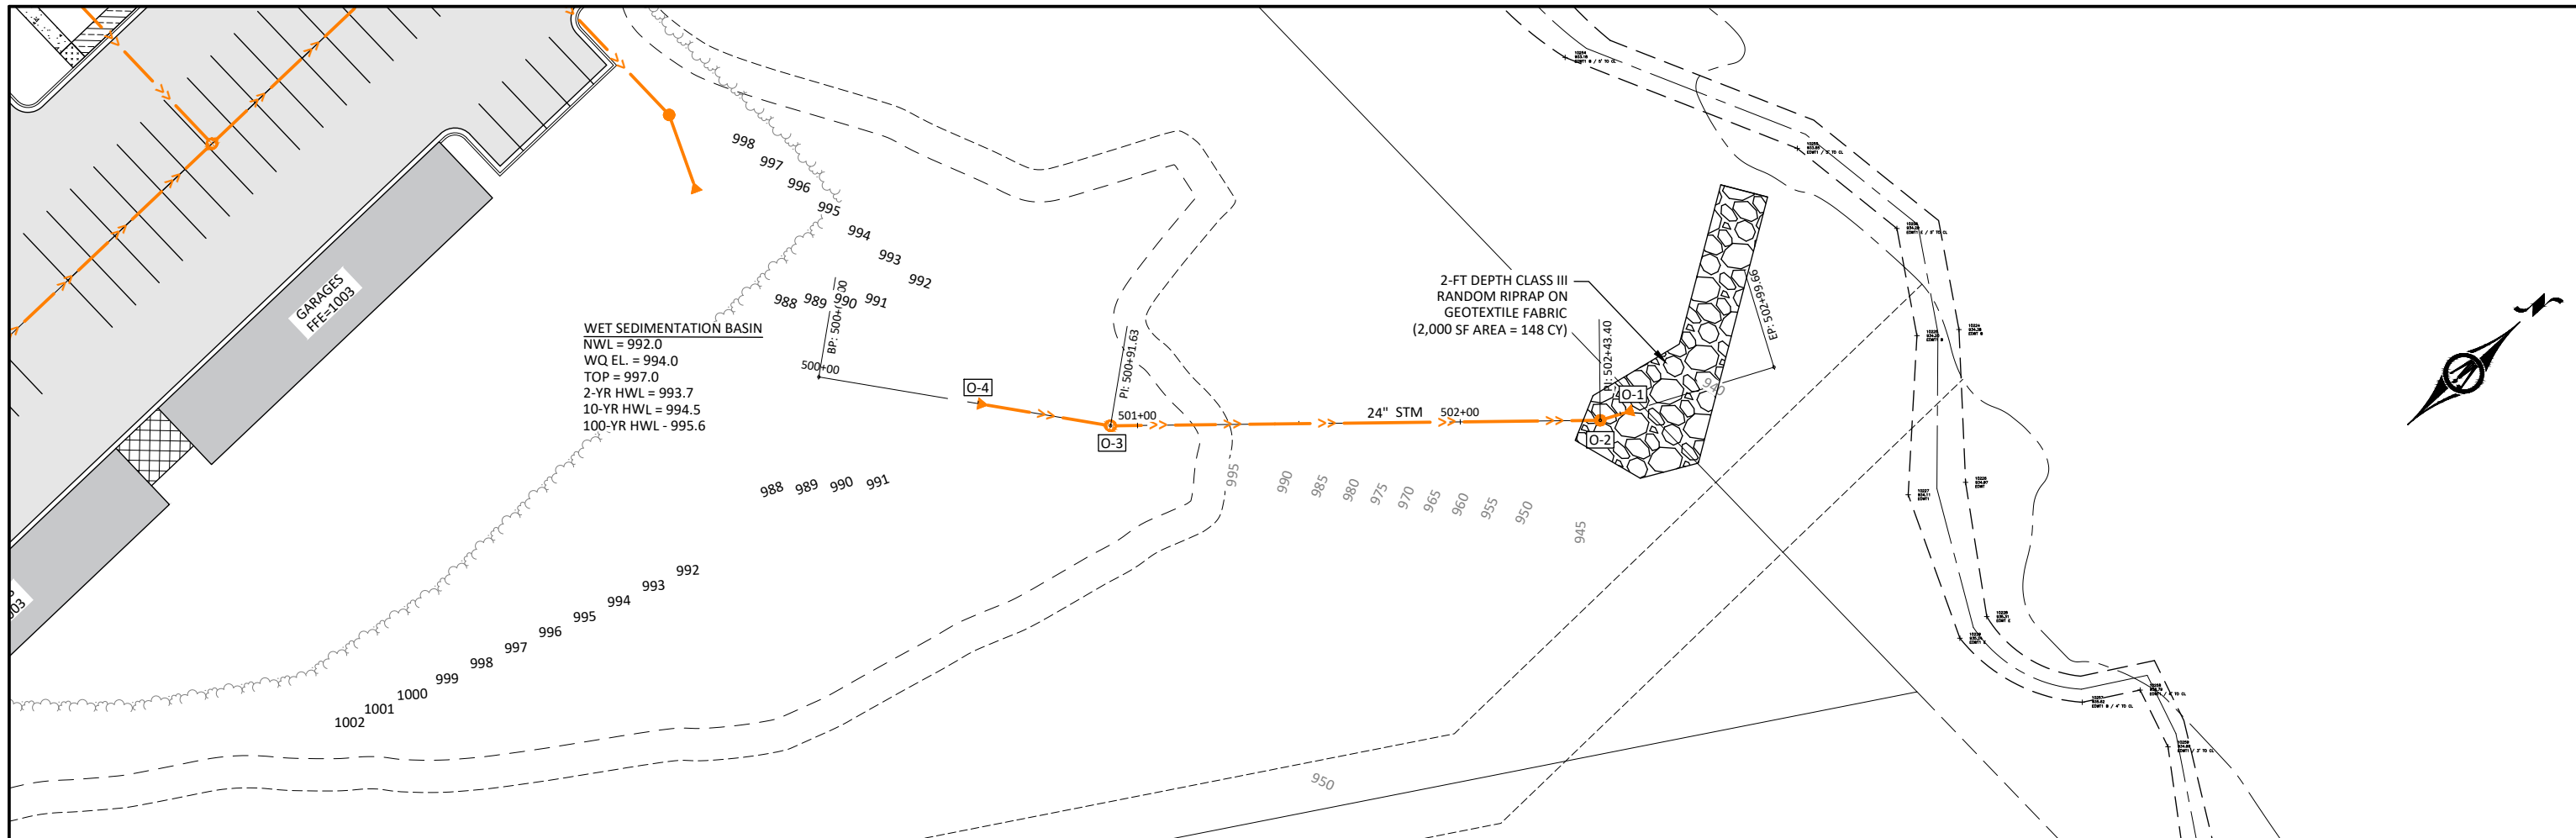 998
997
996
995
994
993
992
988
989
990
991
BP: 500+
00
500+00
GARAGES
FFE=1003
WET SEDIMENTATION BASIN
NWL = 992.0
WQ EL. = 994.0
TOP = 997.0
2-YR HWL = 993.7
10-YR HWL = 994.5
100-YR HWL - 995.6
O-4
PI: 500+91.63
501+00
O-3
24" STM
502+00
2-FT DEPTH CLASS III
RANDOM RIPRAP ON
GEOTEXTILE FABRIC
(2,000 SF AREA = 148 CY)
PI: 502+43.40
EP: 502+99.66
O-1
940
O-2
N
988
989
990
991
995
990
985
980
975
970
965
960
955
950
945
992
993
994
995
996
997
998
999
1000
1001
1002
950